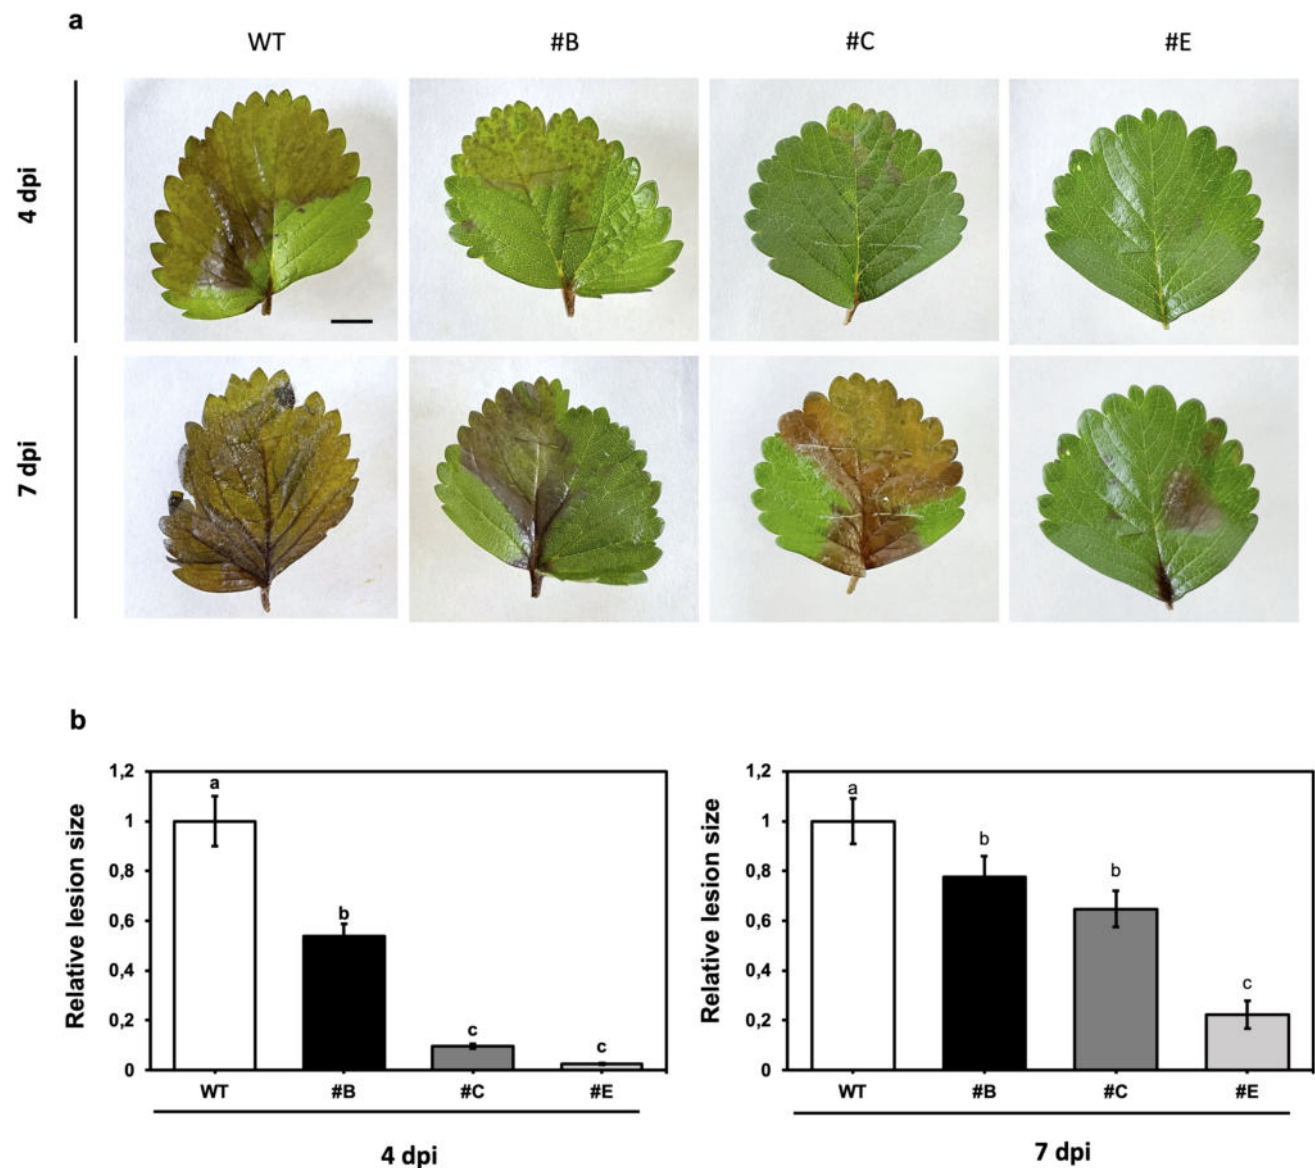 a
WT #B #C #E
4 dpi
7 dpi
b
Relative lesion size
1,2
1
0,8
0,6
0,4
0,2
0
a
b
c
c
WT #B #C #E
4 dpi
Relative lesion size
1,2
1
0,8
0,6
0,4
0,2
0
a
b
b
c
WT #B #C #E
7 dpi